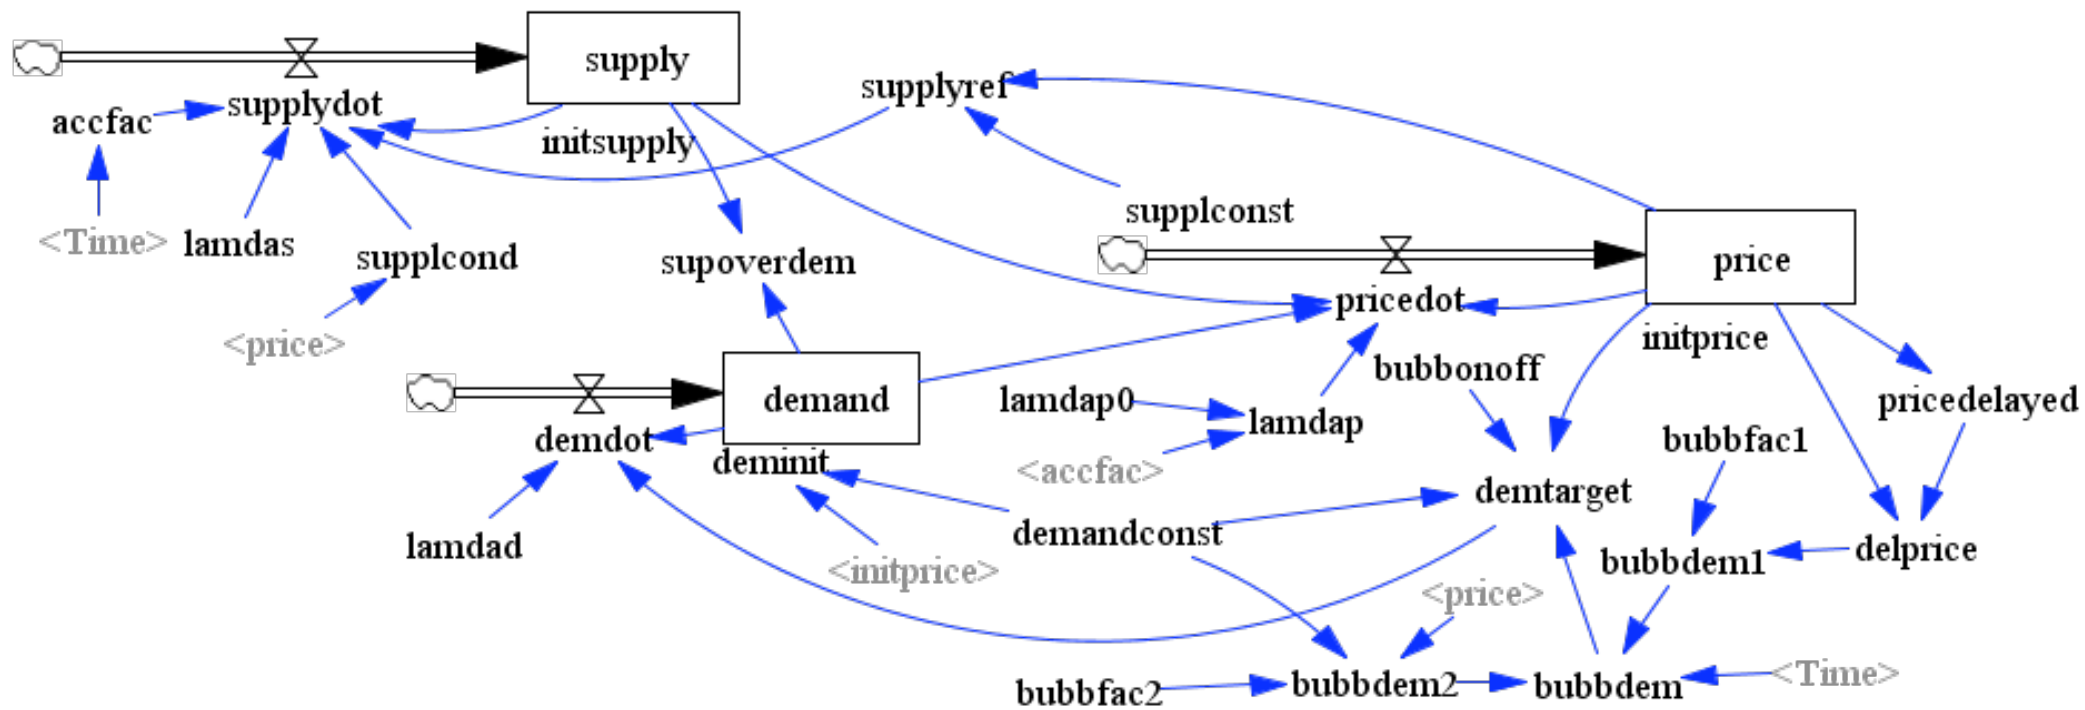 supply
supplyref
supplydot
accfac
initsupply
supplconst
<Time>
lamdas
supplcond
supoverdem
price
pricedot
<price>
initprice
bubbonoff
demand
lamdap0
lamdap
pricedelayed
demdot
bubbfac1
deminit
<accfac>
demtarget
demandconst
lamdad
delprice
bubbdem1
<initprice>
<price>
<Time>
bubbfac2
bubbdem2
bubbdem